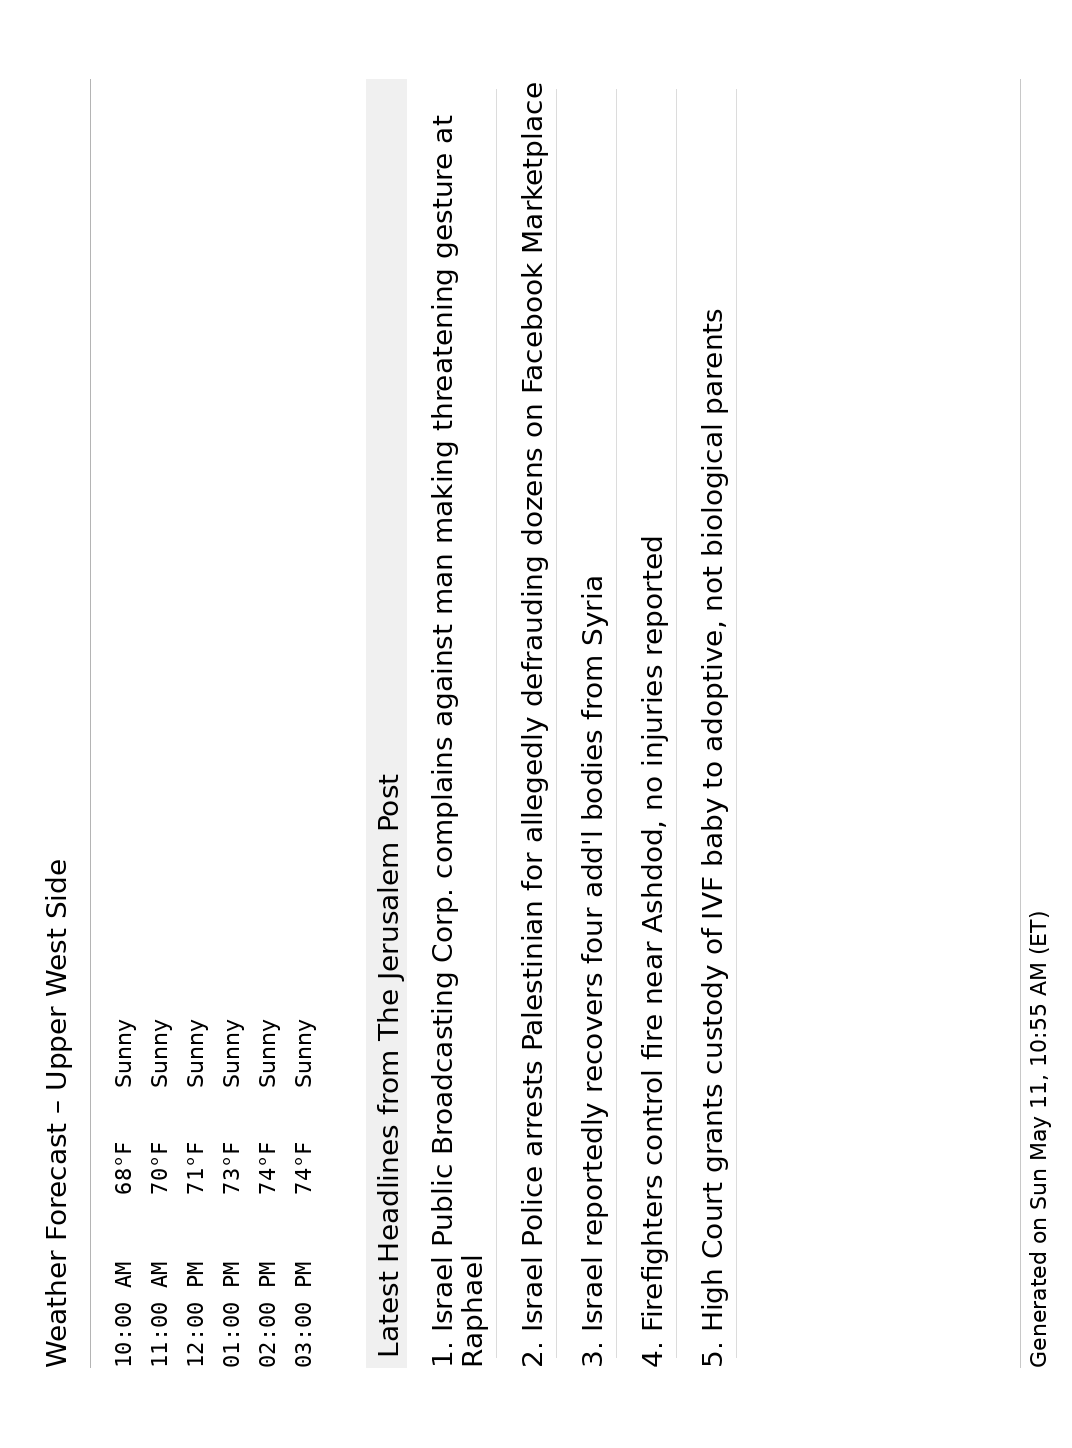 Weather Forecast – Upper West Side
10:00 AM 68°F Sunny
11:00 AM 70°F Sunny
12:00 PM 71°F Sunny
01:00 PM 73°F Sunny
02:00 PM 74°F Sunny
03:00 PM 74°F Sunny
Latest Headlines from The Jerusalem Post
1. Israel Public Broadcasting Corp. complains against man making threatening gesture at
Raphael
2. Israel Police arrests Palestinian for allegedly defrauding dozens on Facebook Marketplace
3. Israel reportedly recovers four add'l bodies from Syria
4. Firefighters control fire near Ashdod, no injuries reported
5. High Court grants custody of IVF baby to adoptive, not biological parents
Generated on Sun May 11, 10:55 AM (ET)